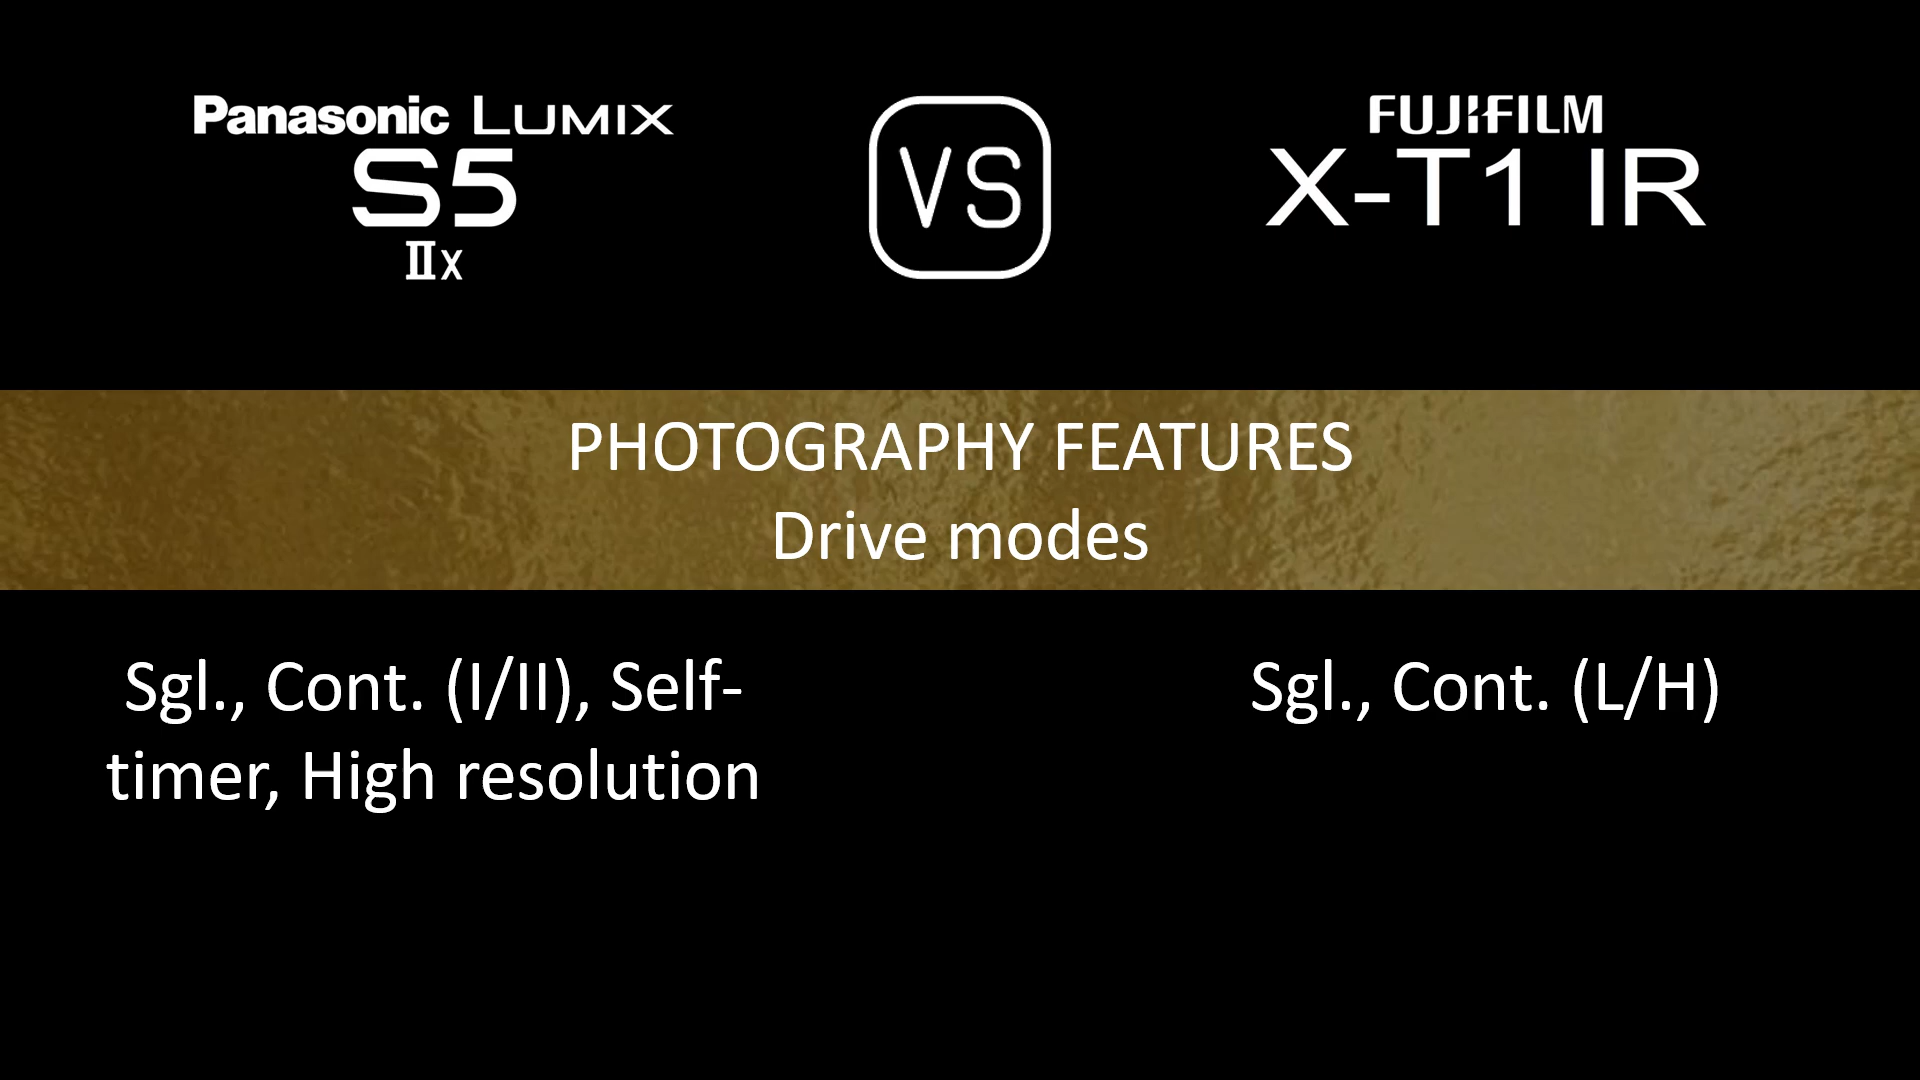 Panasonic LUMIX
S5
IIX
VS
FUJIFILM
X-T1 IR
PHOTOGRAPHY FEATURES
Drive modes
Sgl., Cont. (I/II), Self-
timer, High resolution
Sgl., Cont. (L/H)